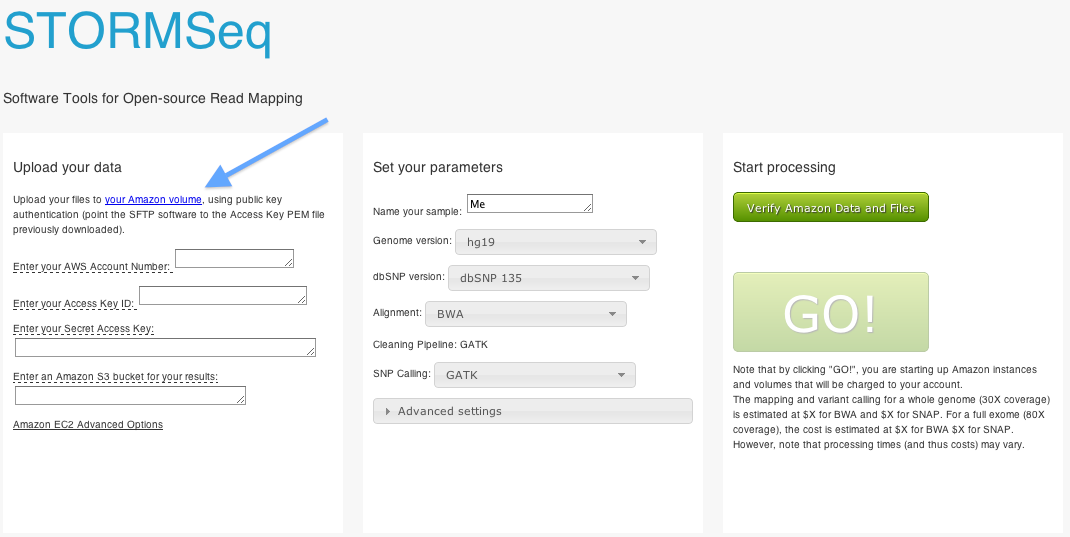 STORMSeq
Software Tools for Open-source Read Mapping
Upload your data
Upload your files to your Amazon volume, using public key
authentication (point the SFTP software to the Access Key PEM file
previously downloaded).
Enter your AWS Account Number:
Enter your Access Key ID:
Enter your Secret Access Key:
Enter an Amazon S3 bucket for your results:
Amazon EC2 Advanced Options
Set your parameters
Name your sample: Me
Genome version: hg19
dbSNP version: dbSNP 135
Alignment: BWA
Cleaning Pipeline: GATK
SNP Calling: GATK
Advanced settings
Start processing
Verify Amazon Data and Files
GO!
Note that by clicking "GO!", you are starting up Amazon instances
and volumes that will be charged to your account.
The mapping and variant calling for a whole genome (30X coverage)
is estimated at $X for BWA and $X for SNAP. For a full exome (80X
coverage), the cost is estimated at $X for BWA $X for SNAP.
However, note that processing times (and thus costs) may vary.